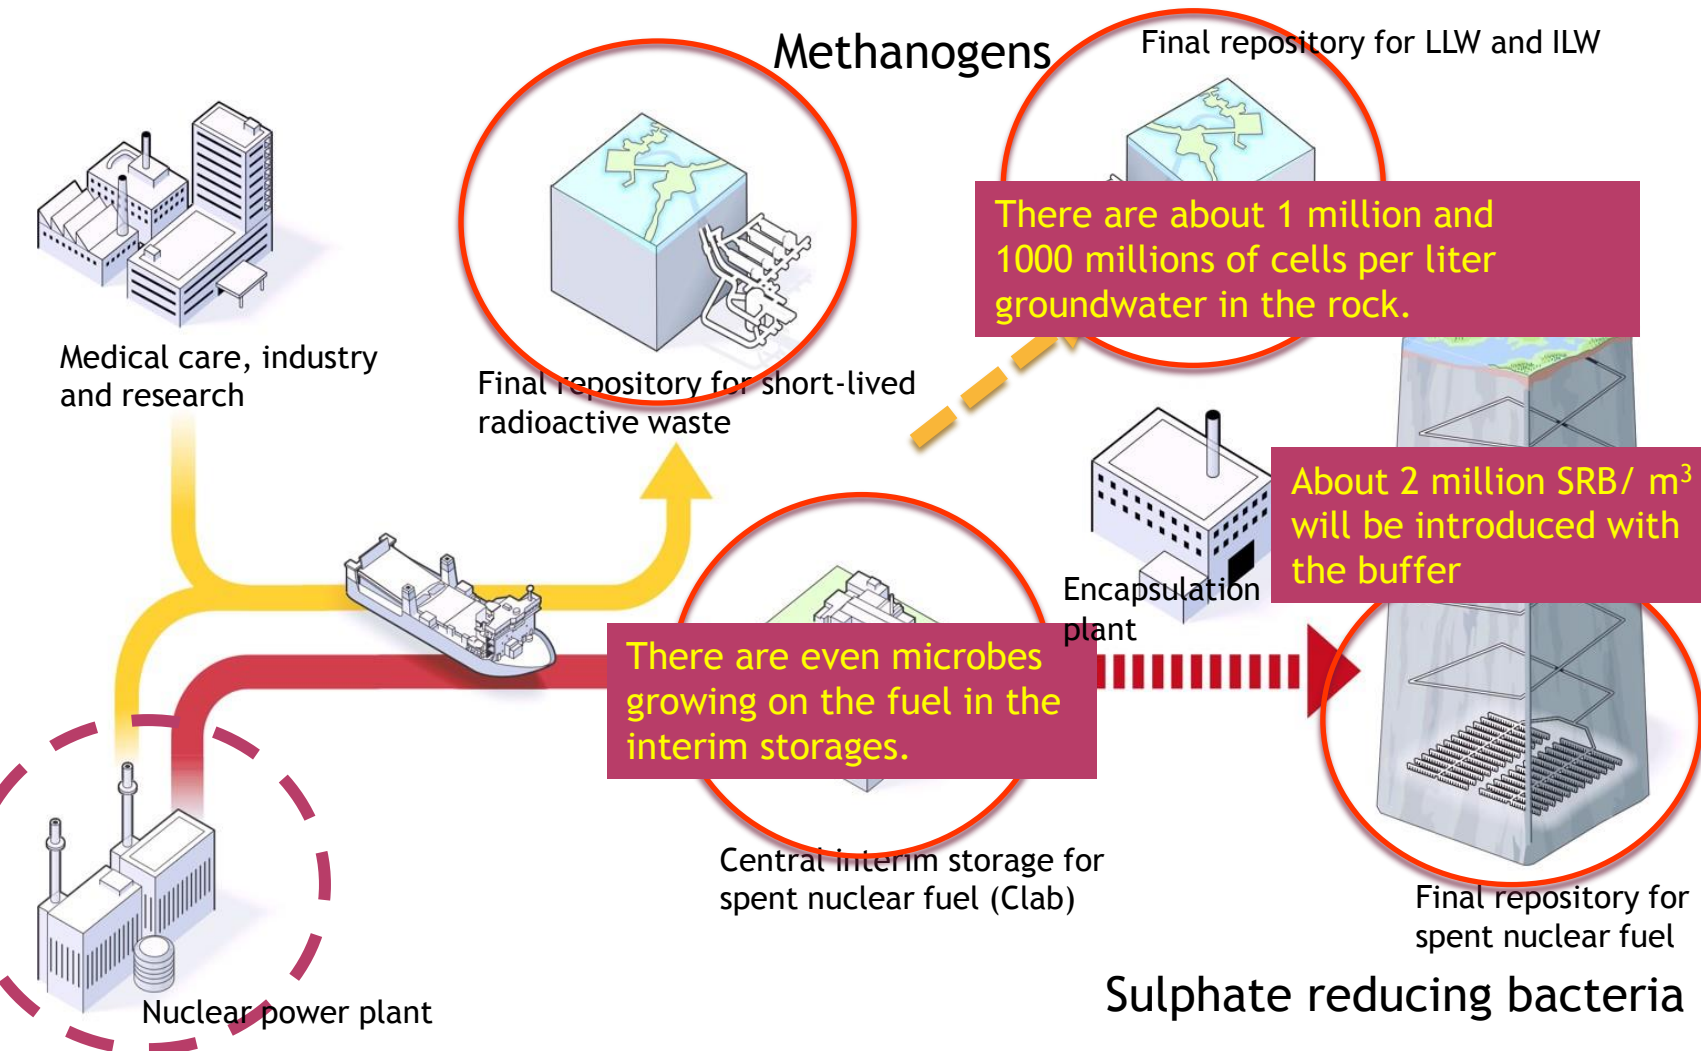 Methanogens
Final repository for LLW and ILW
There are about 1 million and
1000 millions of cells per liter
groundwater in the rock.
Medical care, industry
and research
Final repository for short-lived
radioactive waste
About 2 million SRB/ m³
will be introduced with
the buffer
Encapsulation
plant
There are even microbes
growing on the fuel in the
interim storages.
Central interim storage for
spent nuclear fuel (Clab)
Final repository for
spent nuclear fuel
Sulphate reducing bacteria
Nuclear power plant